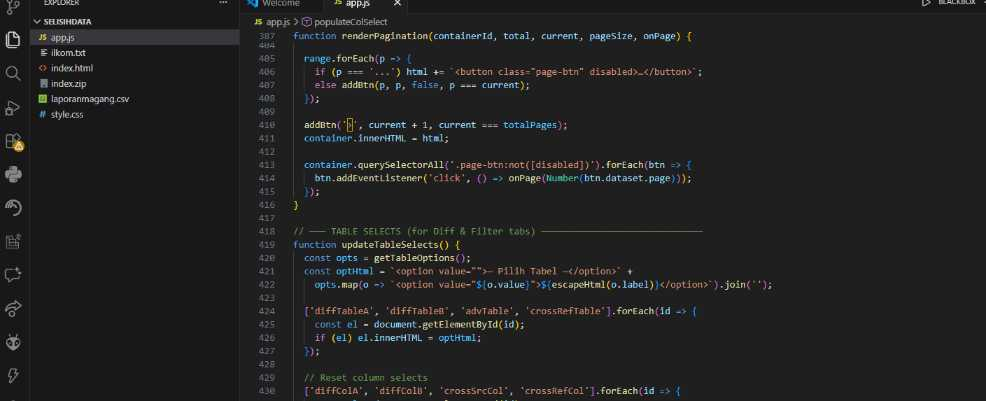 EXPLORER
...
Welcome
JS app.js
BLACKBOX
SELISIHDATA
JS app.js
ilkom.txt
<> index.html
index.zip
laporanmagang.csv
# style.css
JS app.js > populateColSelect
387 function renderPagination(containerId, total, current, pageSize, onPage) {
404
405 range.forEach(p => {
406 if (p === '...') html += `<button class="page-btn" disabled>…</button>`;
407 else addBtn(p, p, false, p === current);
408 });
409
410 addBtn('›', current + 1, current === totalPages);
411 container.innerHTML = html;
412
413 container.querySelectorAll('.page-btn:not([disabled])').forEach(btn => {
414 btn.addEventListener('click', () => onPage(Number(btn.dataset.page)));
415 });
416 }
417
418 // ─── TABLE SELECTS (for Diff & Filter tabs) ───────────────────────────
419 function updateTableSelects() {
420 const opts = getTableOptions();
421 const optHtml = `<option value="">— Pilih Tabel —</option>` +
422 opts.map(o => `<option value="${o.value}">${escapeHtml(o.label)}</option>`).join('');
423
424 ['diffTableA', 'diffTableB', 'advTable', 'crossRefTable'].forEach(id => {
425 const el = document.getElementById(id);
426 if (el) el.innerHTML = optHtml;
427 });
428
429 // Reset column selects
430 ['diffColA', 'diffColB', 'crossSrcCol', 'crossRefCol'].forEach(id => {